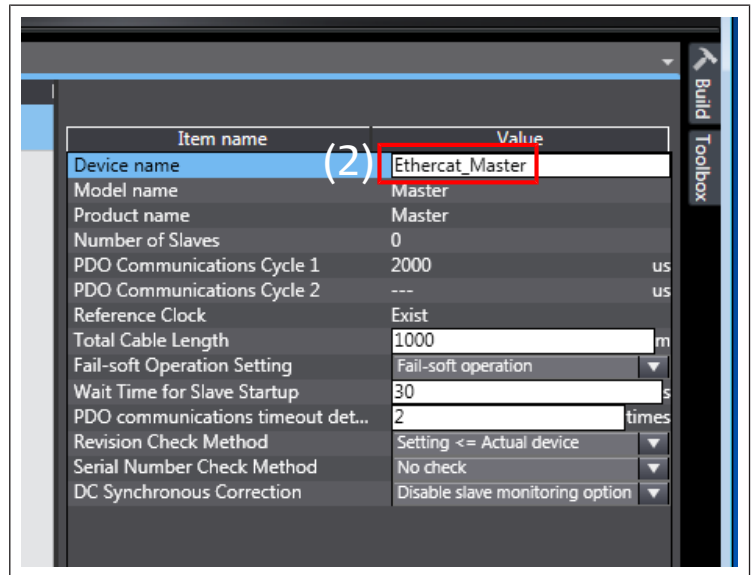 Item name Value
(2)
Device name Ethercat_Master
Model name Master
Product name Master
Number of Slaves 0
PDO Communications Cycle 1 2000 us
PDO Communications Cycle 2 --- us
Reference Clock Exist
Total Cable Length 1000 m
Fail-soft Operation Setting Fail-soft operation
Wait Time for Slave Startup 30 s
PDO communications timeout det... 2 times
Revision Check Method Setting <= Actual device
Serial Number Check Method No check
DC Synchronous Correction Disable slave monitoring option
Build
Toolbox